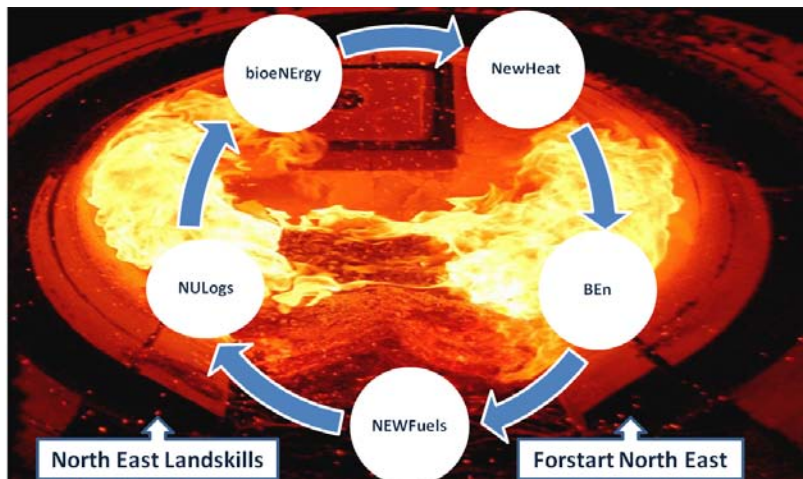 bioeNErgy
NewHeat
BEn
NEWFuels
NULogs
North East Landskills
Forstart North East